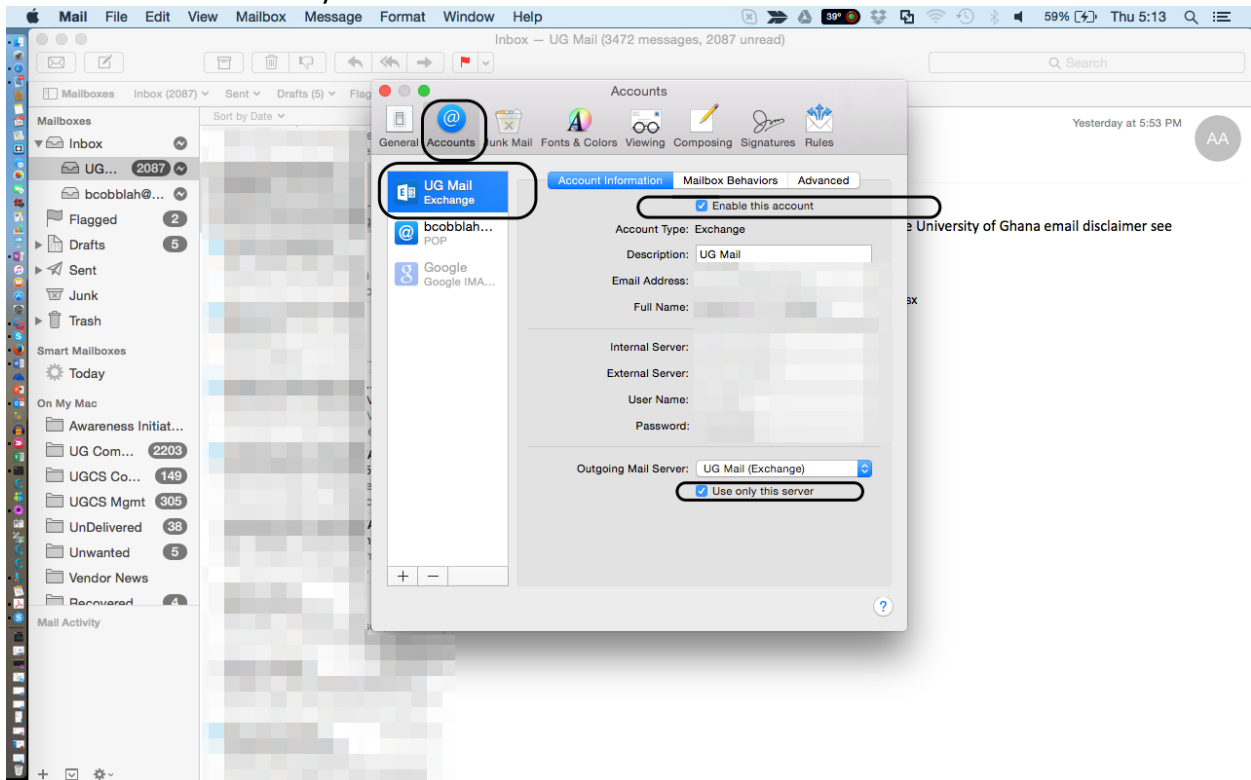 Mail File Edit View Mailbox Message Format Window Help 39° 59% Thu 5:13
Inbox — UG Mail (3472 messages, 2087 unread)
Search
Mailboxes Inbox (2087) Sent Drafts (5) Flag
Sort by Date
Mailboxes
Inbox
UG... 2087
bcobblah@...
Flagged 2
Drafts 5
Sent
Junk
Trash
Smart Mailboxes
Today
On My Mac
Awareness Initiat...
UG Com... 2203
UGCS Co... 149
UGCS Mgmt 305
UnDelivered 38
Unwanted 5
Vendor News
Recovered 4
Mail Activity
Accounts
General Accounts Junk Mail Fonts & Colors Viewing Composing Signatures Rules
UG Mail
Exchange
bcobblah...
POP
Google
Google IMA...
Account Information Mailbox Behaviors Advanced
Enable this account
Account Type: Exchange
Description: UG Mail
Email Address:
Full Name:
Internal Server:
External Server:
User Name:
Password:
Outgoing Mail Server: UG Mail (Exchange)
Use only this server
?
Yesterday at 5:53 PM
AA
e University of Ghana email disclaimer see
sx